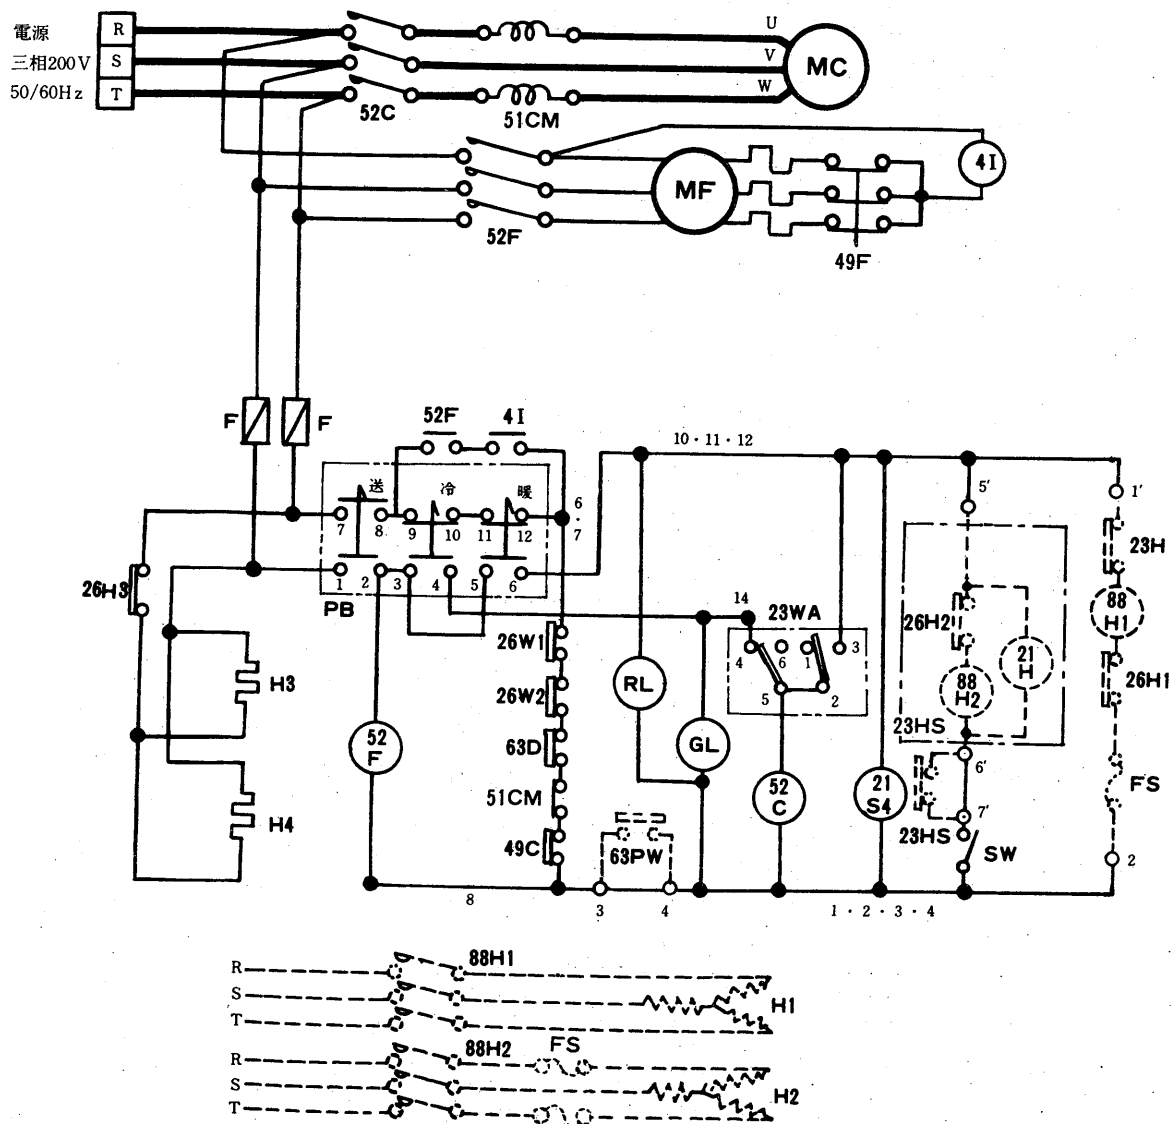 電源
三相200V
50/60Hz
R
S
T
52C
51CM
U
V
W
MC
52F
MF
49F
4I
F
F
52F
4I
10・11・12
送
冷
暖
7
8
9
10
11
12
6・7
1
2
3
4
5
6
PB
26H3
H3
H4
52
F
26W1
26W2
63D
51CM
49C
RL
GL
14
23WA
4
6
1
3
5
2
52
C
21
S4
63PW
3
4
8
1・2・3・4
5'
26H2
88
H2
21
H
23HS
6'
7'
23HS
SW
1'
23H
88
H1
26H1
FS
2
R
S
T
88H1
H1
R
S
T
88H2
FS
H2